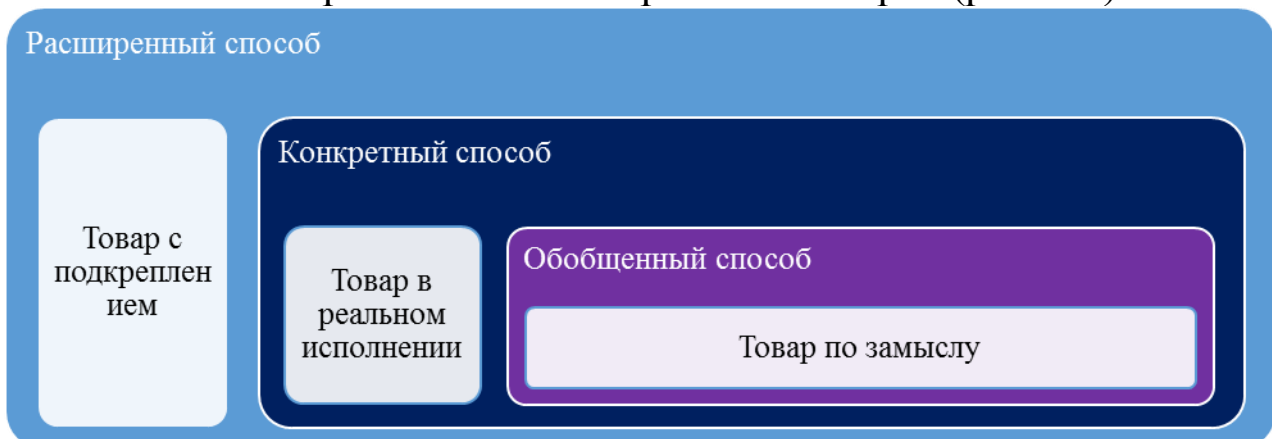 Расширенный способ
Конкретный способ
Товар с
подкреплен
ием
Товар в
реальном
исполнении
Обобщенный способ
Товар по замыслу